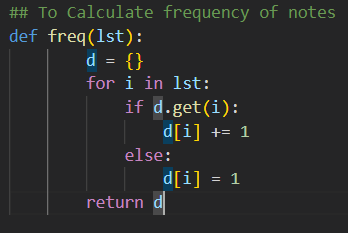 ## To Calculate frequency of notes
def freq(lst):
        d = {}
        for i in lst:
            if d.get(i):
                d[i] += 1
            else:
                d[i] = 1
        return d